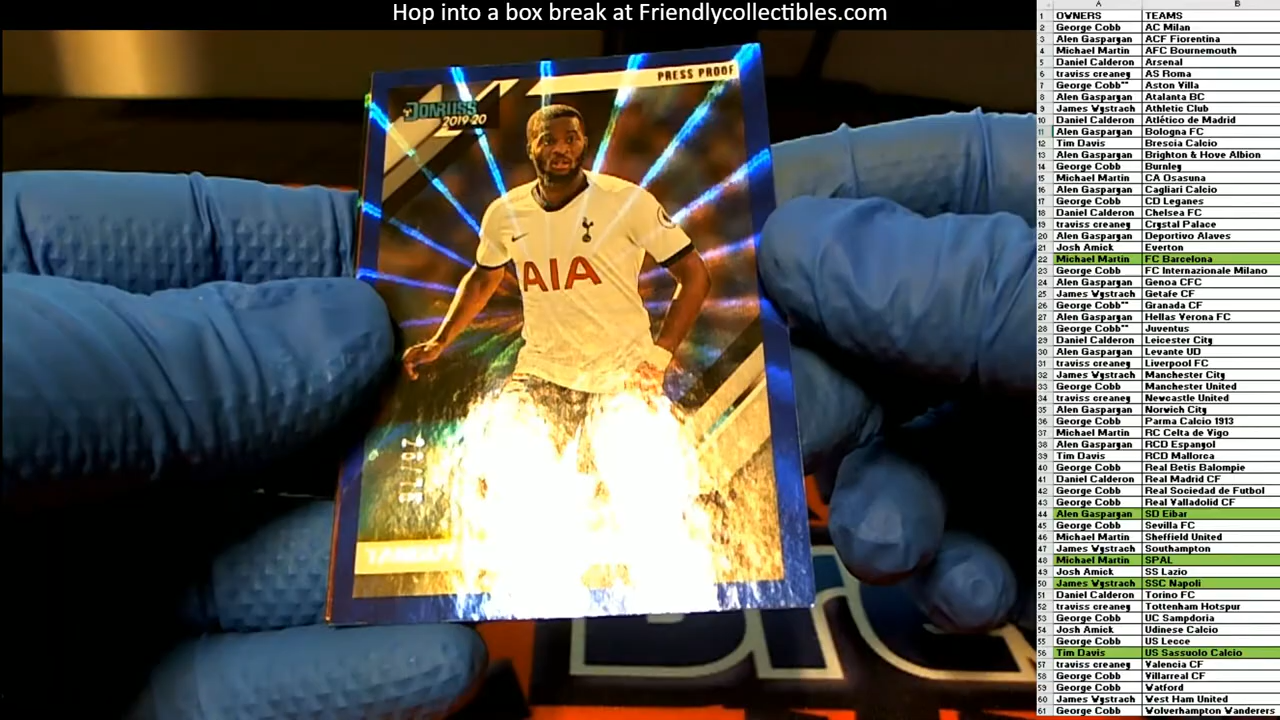 Hop into a box break at Friendlycollectibles.com
PRESS PROOF
DONRUSS
2019-20
AIA
A B
1 OWNERS TEAMS
2 George Cobb AC Milan
3 Alen Gasparyan ACF Fiorentina
4 Michael Martin AFC Bournemouth
5 Daniel Calderon Arsenal
6 traviss creaney AS Roma
7 George Cobb** Aston Villa
8 Alen Gasparyan Atalanta BC
9 James Wystrach Athletic Club
10 Daniel Calderon Atlético de Madrid
11 Alen Gasparyan Bologna FC
12 Tim Davis Brescia Calcio
13 Alen Gasparyan Brighton & Hove Albion
14 George Cobb Burnley
15 Michael Martin CA Osasuna
16 Alen Gasparyan Cagliari Calcio
17 George Cobb CD Leganes
18 Daniel Calderon Chelsea FC
19 traviss creaney Crystal Palace
20 Alen Gasparyan Deportivo Alaves
21 Josh Amick Everton
22 Michael Martin FC Barcelona
23 George Cobb FC Internazionale Milano
24 Alen Gasparyan Genoa CFC
25 James Wystrach Getafe CF
26 George Cobb** Granada CF
27 Alen Gasparyan Hellas Verona FC
28 George Cobb** Juventus
29 Daniel Calderon Leicester City
30 Alen Gasparyan Levante UD
31 traviss creaney Liverpool FC
32 James Wystrach Manchester City
33 George Cobb Manchester United
34 traviss creaney Newcastle United
35 Alen Gasparyan Norwich City
36 George Cobb Parma Calcio 1913
37 Michael Martin RC Celta de Vigo
38 Alen Gasparyan RCD Espanyol
39 Tim Davis RCD Mallorca
40 George Cobb Real Betis Balompie
41 Daniel Calderon Real Madrid CF
42 George Cobb Real Sociedad de Futbol
43 George Cobb Real Valladolid CF
44 Alen Gasparyan SD Eibar
45 George Cobb Sevilla FC
46 Michael Martin Sheffield United
47 James Wystrach Southampton
48 Michael Martin SPAL
49 Josh Amick SS Lazio
50 James Wystrach SSC Napoli
51 Daniel Calderon Torino FC
52 traviss creaney Tottenham Hotspur
53 George Cobb UC Sampdoria
54 Josh Amick Udinese Calcio
55 George Cobb US Lecce
56 Tim Davis US Sassuolo Calcio
57 traviss creaney Valencia CF
58 George Cobb Villarreal CF
59 George Cobb Watford
60 James Wystrach West Ham United
61 George Cobb Wolverhampton Wanderers